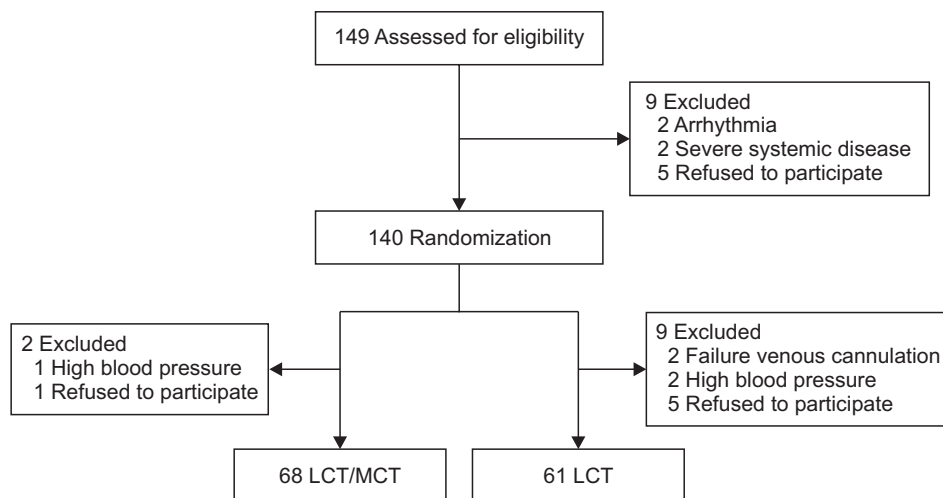 149 Assessed for eligibility
9 Excluded
2 Arrhythmia
2 Severe systemic disease
5 Refused to participate
140 Randomization
2 Excluded
1 High blood pressure
1 Refused to participate
9 Excluded
2 Failure venous cannulation
2 High blood pressure
5 Refused to participate
68 LCT/MCT
61 LCT